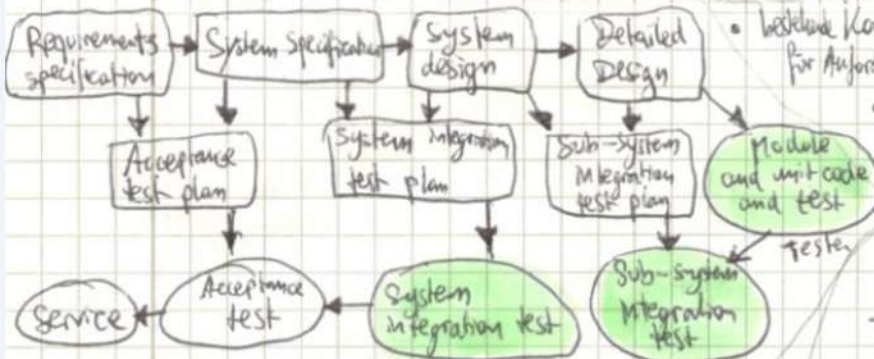 Requirements
specification
System Specification
System
design
Detailed
Design
für
Acceptance
test plan
System integration
test plan
Sub-System
Integration
test plan
Module
and unit code
and test
Tester
Service
Acceptance
test
System
integration test
Sub-system
Integration
test